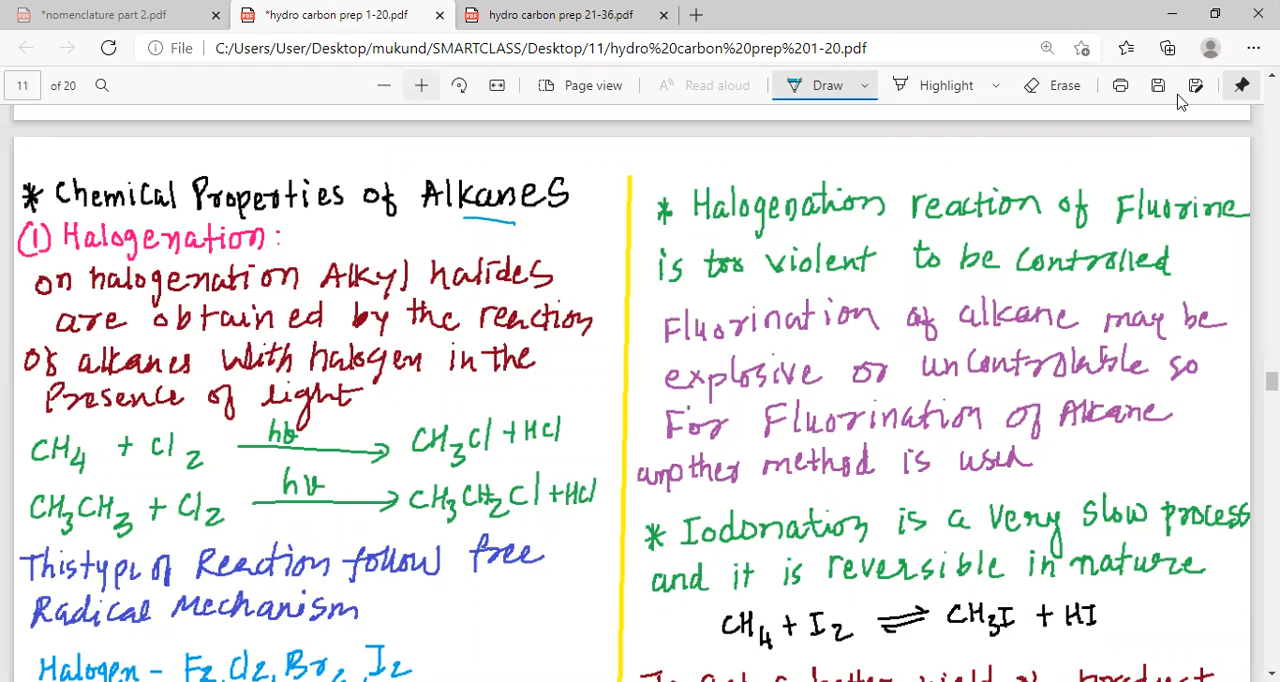 *nomenclature part 2.pdf
*hydro carbon prep 1-20.pdf
hydro carbon prep 21-36.pdf
File
C:/Users/User/Desktop/mukund/SMARTCLASS/Desktop/11/hydro%20carbon%20prep%201-20.pdf
11 of 20
Page view
Read aloud
Draw
Highlight
Erase
* Chemical Properties of Alkanes
(1) Halogenation:
on halogenation Alkyl halides
are obtained by the reaction
of alkanes with halogen in the
Presence of light
CH4 + Cl2 hν → CH3Cl + HCl
CH3CH3 + Cl2 hν → CH3CH2Cl + HCl
This type of Reaction follow free
Radical Mechanism
Halogen - F2, Cl2, Br2, I2
* Halogenation reaction of Fluorine
is too violent to be controlled
Fluorination of alkane may be
explosive or uncontrolable so
For Fluorination of Alkane
another method is used
* Iodonation is a very slow process
and it is reversible in nature
CH4 + I2 ⇌ CH3I + HI
To get a better yield of product